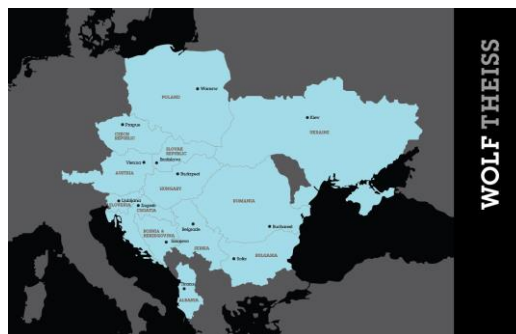 POLAND
Warsaw
Prague
CZECH
REPUBLIC
Kiev
UKRAINE
SLOVAK
REPUBLIC
Bratislava
Vienna
AUSTRIA
Budapest
HUNGARY
Ljubljana
SLOVENIA
Zagreb
CROATIA
ROMANIA
Bucharest
Belgrade
SERBIA
BOSNIA &
HERZEGOVINA
Sarajevo
Sofia
BULGARIA
Tirana
ALBANIA
WOLF THEISS